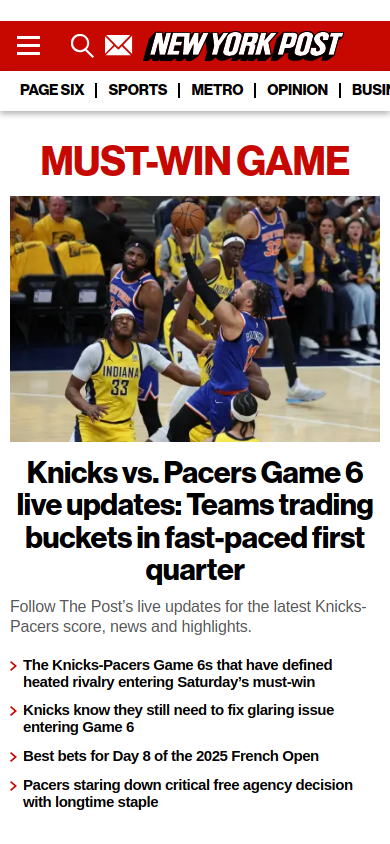 NEW YORK POST
PAGE SIX | SPORTS | METRO | OPINION | BUSIN
MUST-WIN GAME
INDIANA
33
32
Knicks vs. Pacers Game 6
live updates: Teams trading
buckets in fast-paced first
quarter
Follow The Post’s live updates for the latest Knicks-
Pacers score, news and highlights.
The Knicks-Pacers Game 6s that have defined
heated rivalry entering Saturday’s must-win
Knicks know they still need to fix glaring issue
entering Game 6
Best bets for Day 8 of the 2025 French Open
Pacers staring down critical free agency decision
with longtime staple